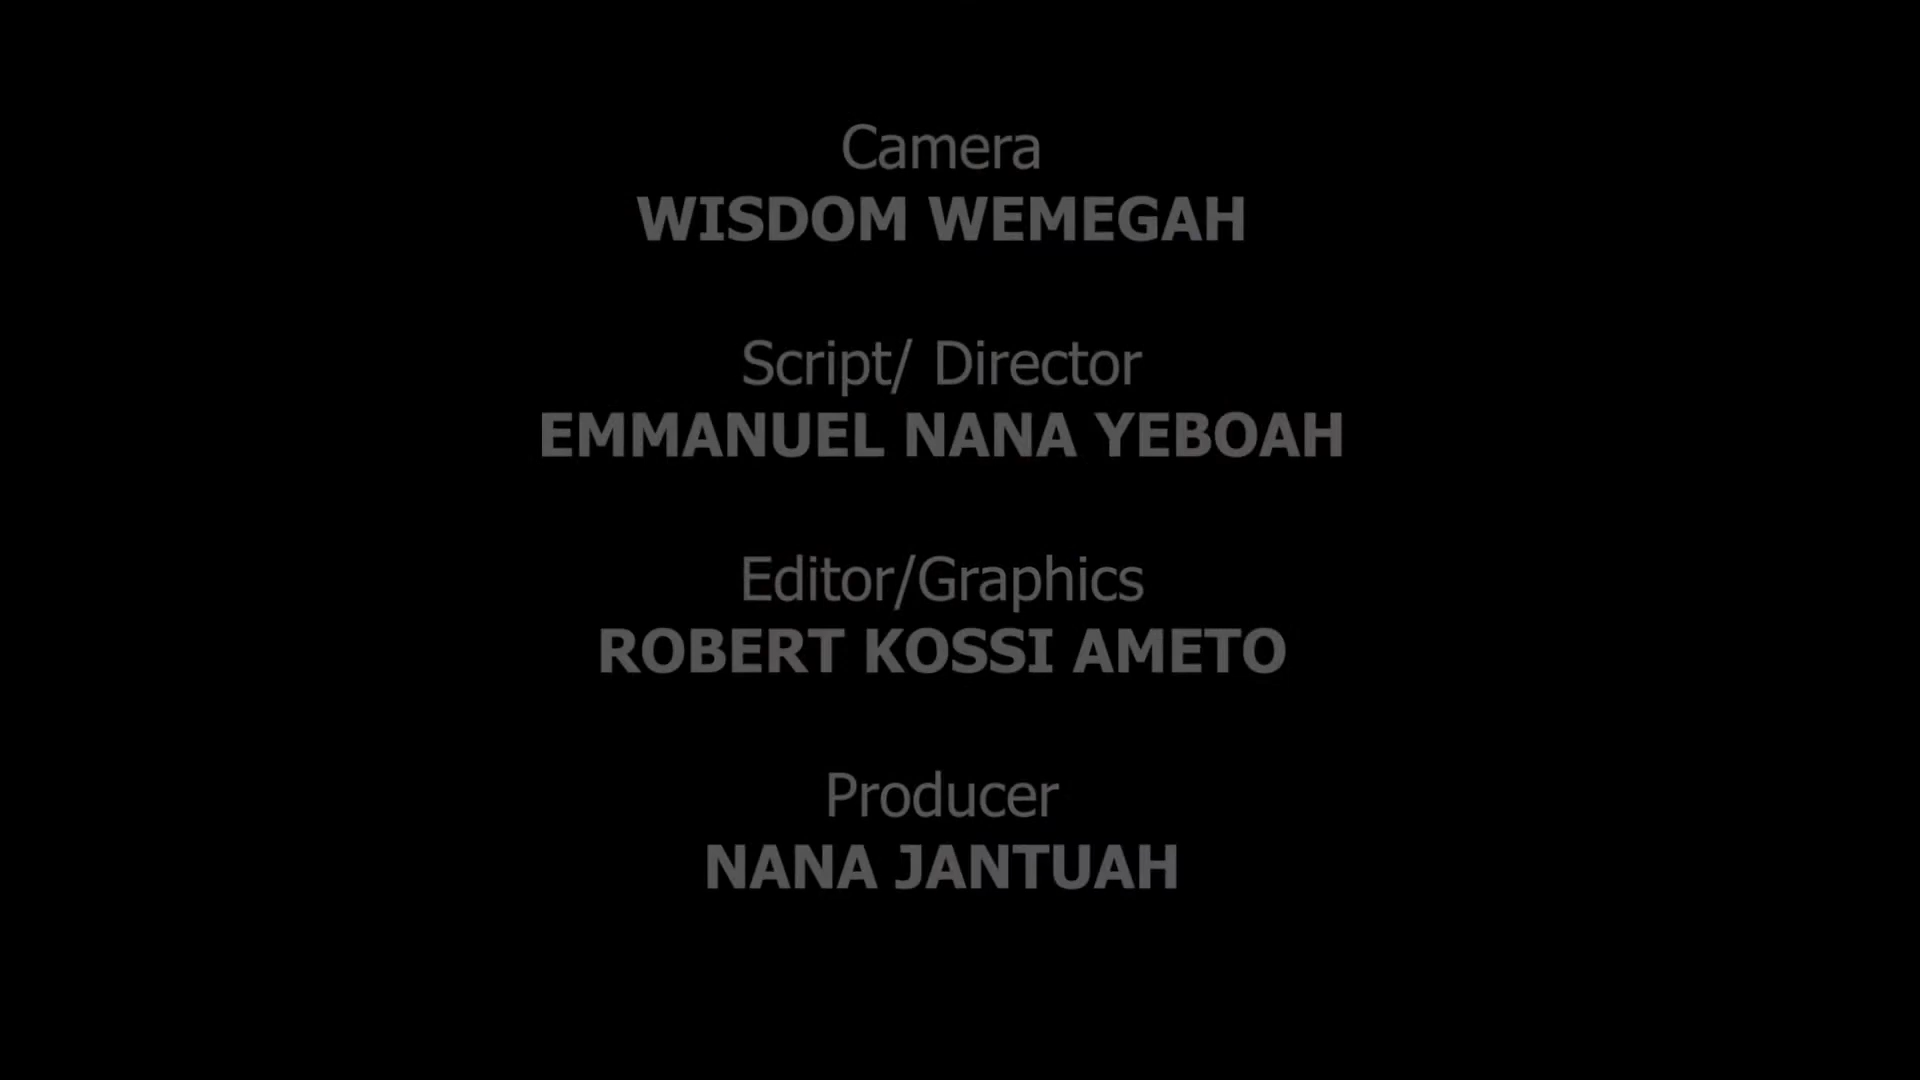 Camera
WISDOM WEMEGAH
Script/ Director
EMMANUEL NANA YEBOAH
Editor/Graphics
ROBERT KOSSI AMETO
Producer
NANA JANTUAH